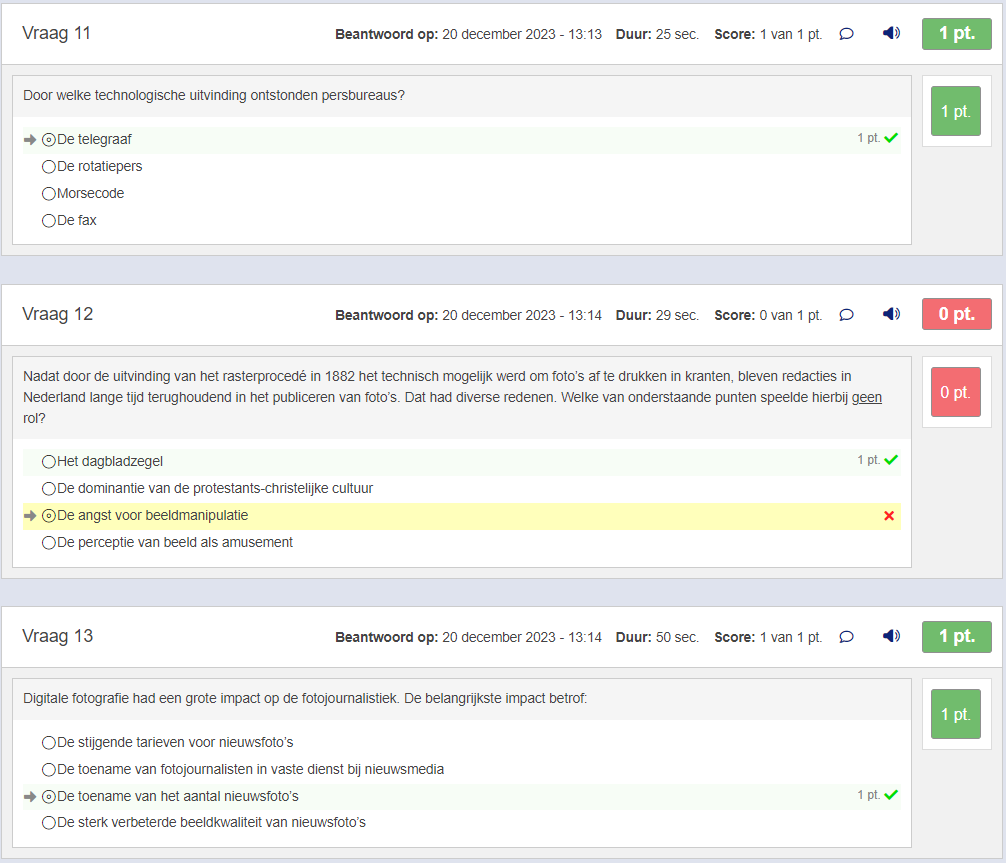 Vraag 11 Beantwoord op: 20 december 2023 - 13:13 Duur: 25 sec. Score: 1 van 1 pt. 1 pt.
Door welke technologische uitvinding ontstonden persbureaus?
1 pt.
De telegraaf 1 pt.
De rotatiepers
Morsecode
De fax
Vraag 12 Beantwoord op: 20 december 2023 - 13:14 Duur: 29 sec. Score: 0 van 1 pt. 0 pt.
Nadat door de uitvinding van het rasterprocedé in 1882 het technisch mogelijk werd om foto’s af te drukken in kranten, bleven redacties in
Nederland lange tijd terughoudend in het publiceren van foto’s. Dat had diverse redenen. Welke van onderstaande punten speelde hierbij geen
rol?
0 pt.
Het dagbladzegel 1 pt.
De dominantie van de protestants-christelijke cultuur
De angst voor beeldmanipulatie
De perceptie van beeld als amusement
Vraag 13 Beantwoord op: 20 december 2023 - 13:14 Duur: 50 sec. Score: 1 van 1 pt. 1 pt.
Digitale fotografie had een grote impact op de fotojournalistiek. De belangrijkste impact betrof:
1 pt.
De stijgende tarieven voor nieuwsfoto’s
De toename van fotojournalisten in vaste dienst bij nieuwsmedia
De toename van het aantal nieuwsfoto’s 1 pt.
De sterk verbeterde beeldkwaliteit van nieuwsfoto’s